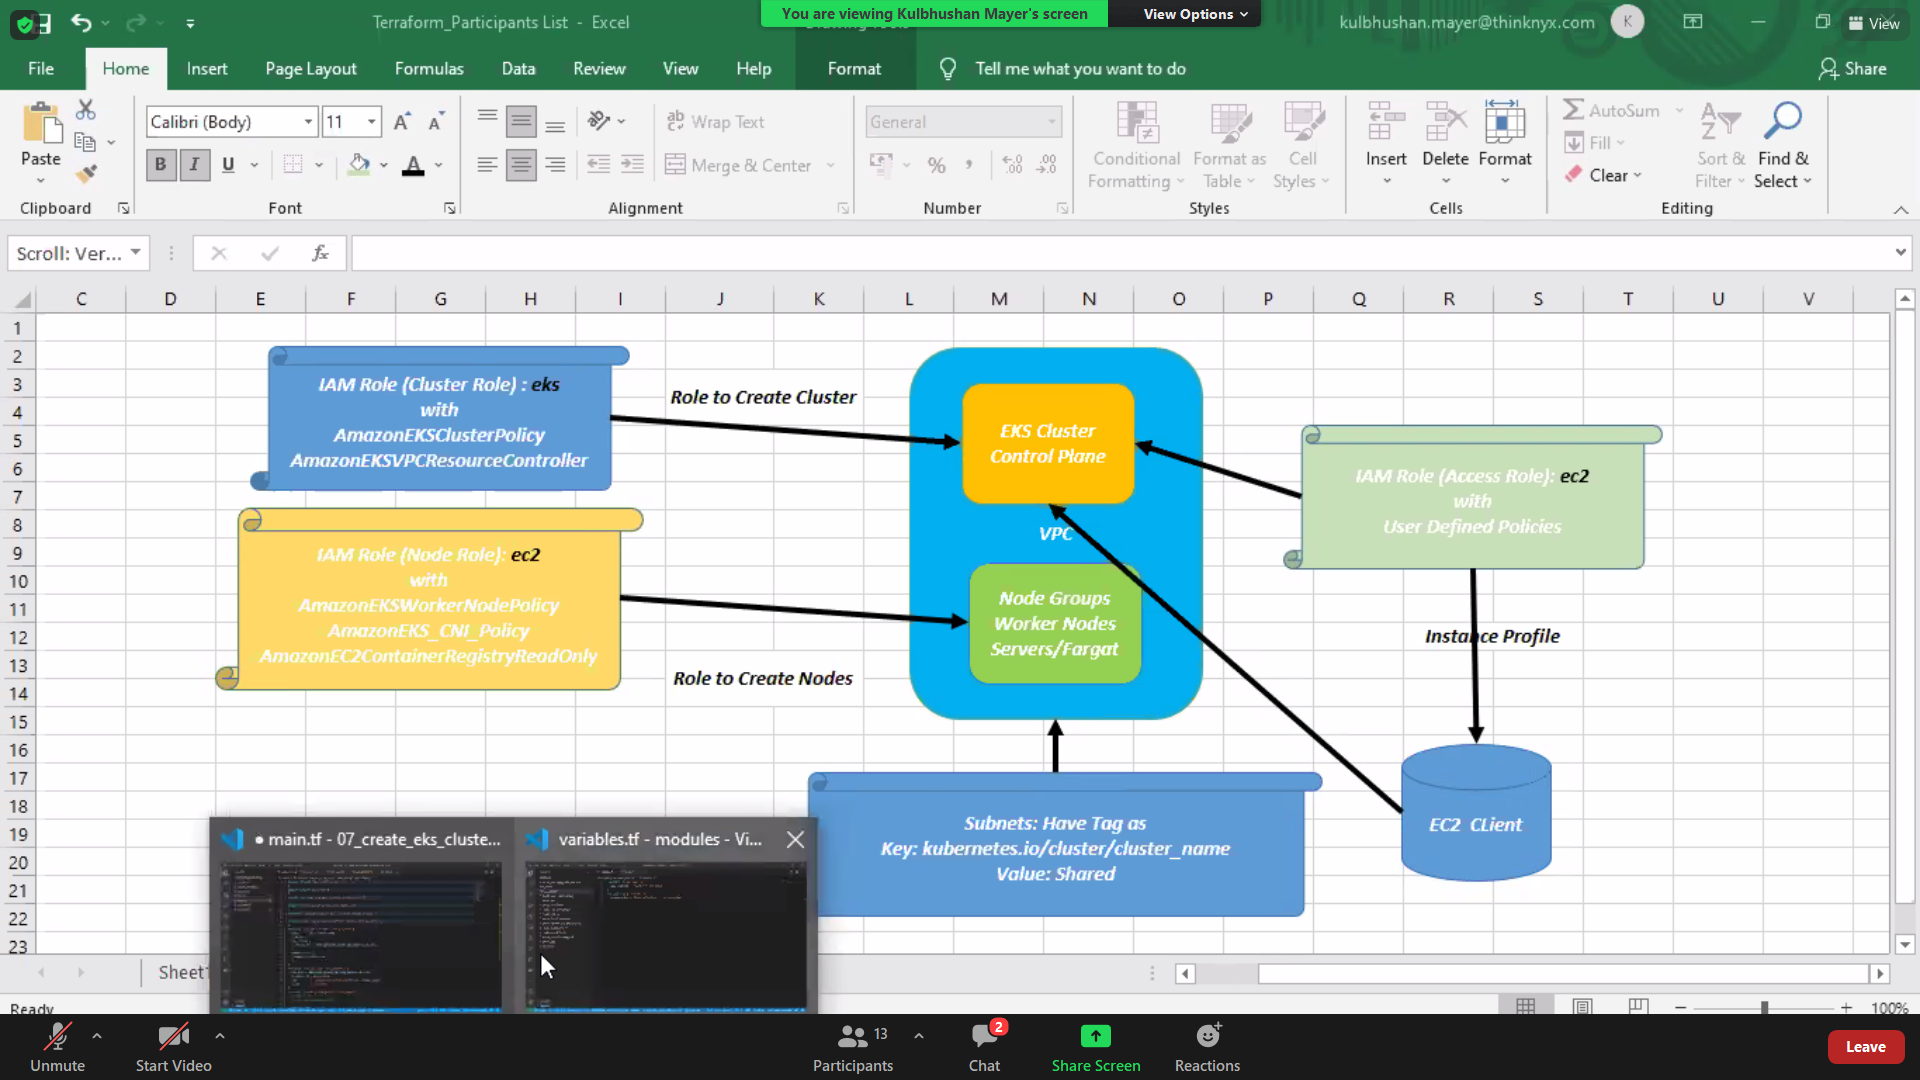 You are viewing Kulbhushan Mayer's screen
View Options
Terraform_Participants List - Excel
kulbhushan.mayer@thinknyx.com
K
View
File
Home
Insert
Page Layout
Formulas
Data
Review
View
Help
Format
Tell me what you want to do
Share
Paste
Calibri (Body)
11
B I U
Wrap Text
Merge & Center
General
Conditional
Formatting
Format as
Table
Cell
Styles
Insert
Delete
Format
AutoSum
Fill
Clear
Sort &
Filter
Find &
Select
Clipboard
Font
Alignment
Number
Styles
Cells
Editing
Scroll: Ver...
fx
C D E F G H I J K L M N O P Q R S T U V
1
2
3
4
5
6
7
8
9
10
11
12
13
14
15
16
17
18
19
20
21
22
23
IAM Role (Cluster Role) : eks
with
AmazonEKSClusterPolicy
AmazonEKSVPCResourceController
Role to Create Cluster
EKS Cluster
Control Plane
VPC
IAM Role (Access Role): ec2
with
User Defined Policies
IAM Role (Node Role): ec2
with
AmazonEKSWorkerNodePolicy
AmazonEKS_CNI_Policy
AmazonEC2ContainerRegistryReadOnly
Node Groups
Worker Nodes
Servers/Fargat
Instance Profile
Role to Create Nodes
Subnets: Have Tag as
Key: kubernetes.io/cluster/cluster_name
Value: Shared
EC2 CLient
main.tf - 07_create_eks_cluste...
variables.tf - modules - Vi...
Sheet1
Ready
100%
Unmute
Start Video
13
Participants
2
Chat
Share Screen
Reactions
Leave